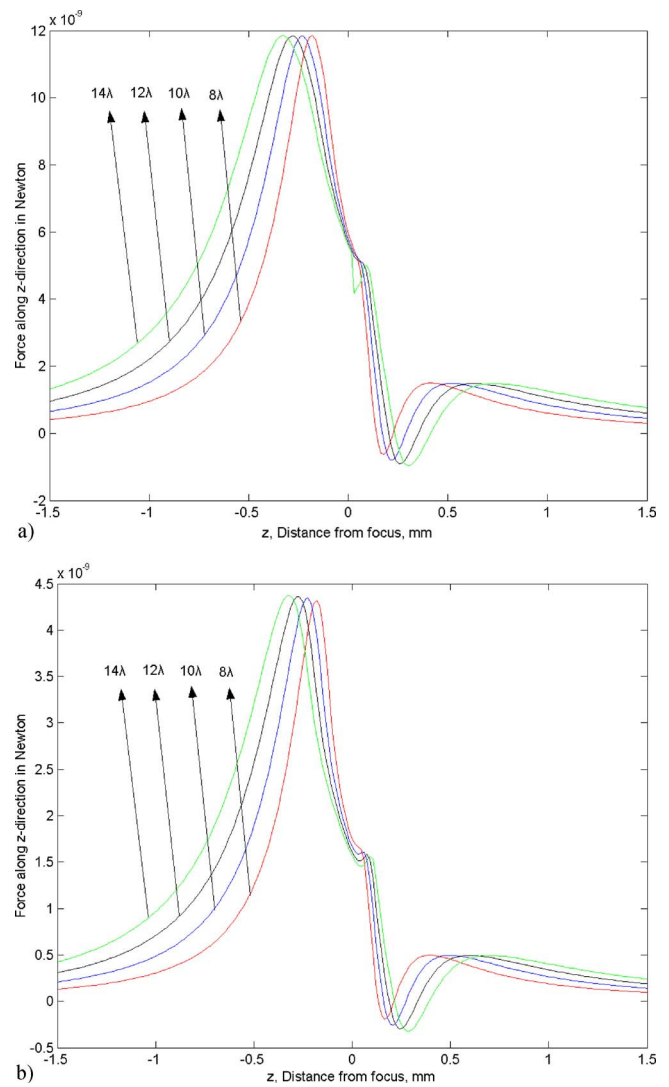 x 10⁻⁹
12
10
8
6
4
2
0
-2
14λ 12λ 10λ 8λ
Force along z-direction in Newton
-1.5 -1 -0.5 0 0.5 1 1.5
z, Distance from focus, mm
a)
x 10⁻⁹
4.5
4
3.5
3
2.5
2
1.5
1
0.5
0
-0.5
14λ 12λ 10λ 8λ
Force along z-direction in Newton
-1.5 -1 -0.5 0 0.5 1 1.5
z, Distance from focus, mm
b)